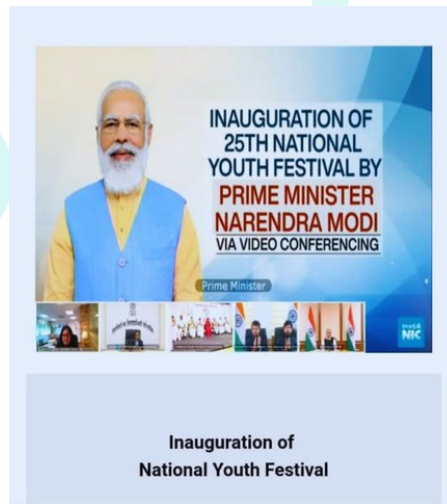 INAUGURATION OF
25TH NATIONAL
YOUTH FESTIVAL BY
PRIME MINISTER
NARENDRA MODI
VIA VIDEO CONFERENCING
Prime Minister
NIC
Inauguration of
National Youth Festival